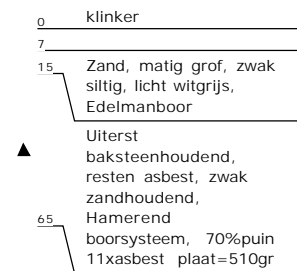 0 klinker
7
15 Zand, matig grof, zwak
siltig, licht witgrijs,
Edelmanboor
Uiterst
baksteenhoudend,
resten asbest, zwak
zandhoudend,
65 Hamerend
boorsysteem, 70%puin
11xasbest plaat=510gr